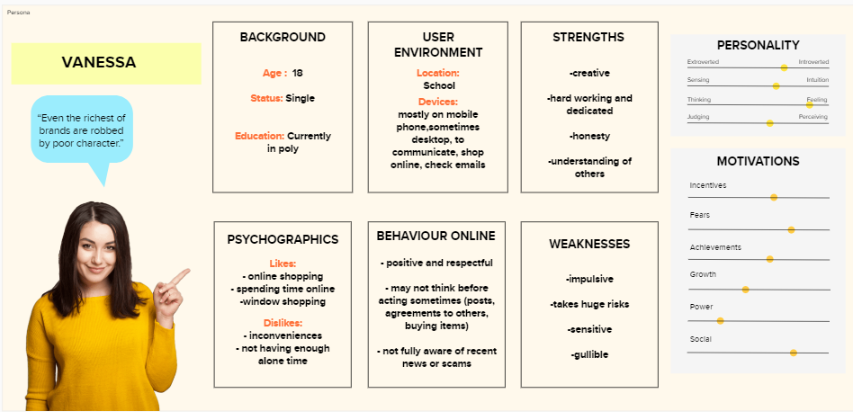 Persona
VANESSA
“Even the richest of
brands are robbed
by poor character.”
BACKGROUND
Age : 18
Status: Single
Education: Currently
in poly
USER
ENVIRONMENT
Location:
School
Devices:
mostly on mobile
phone,sometimes
desktop, to
communicate, shop
online, check emails
STRENGTHS
-creative
-hard working and
dedicated
-honesty
-understanding of
others
PERSONALITY
Extroverted Introverted
Sensing Intuition
Thinking Feeling
Judging Perceiving
PSYCHOGRAPHICS
Likes:
- online shopping
- spending time online
-window shopping
Dislikes:
- inconveniences
- not having enough
alone time
BEHAVIOUR ONLINE
- positive and respectful
- may not think before
acting sometimes (posts,
agreements to others,
buying items)
- not fully aware of recent
news or scams
WEAKNESSES
-impulsive
-takes huge risks
-sensitive
-gullible
MOTIVATIONS
Incentives
Fears
Achievements
Growth
Power
Social